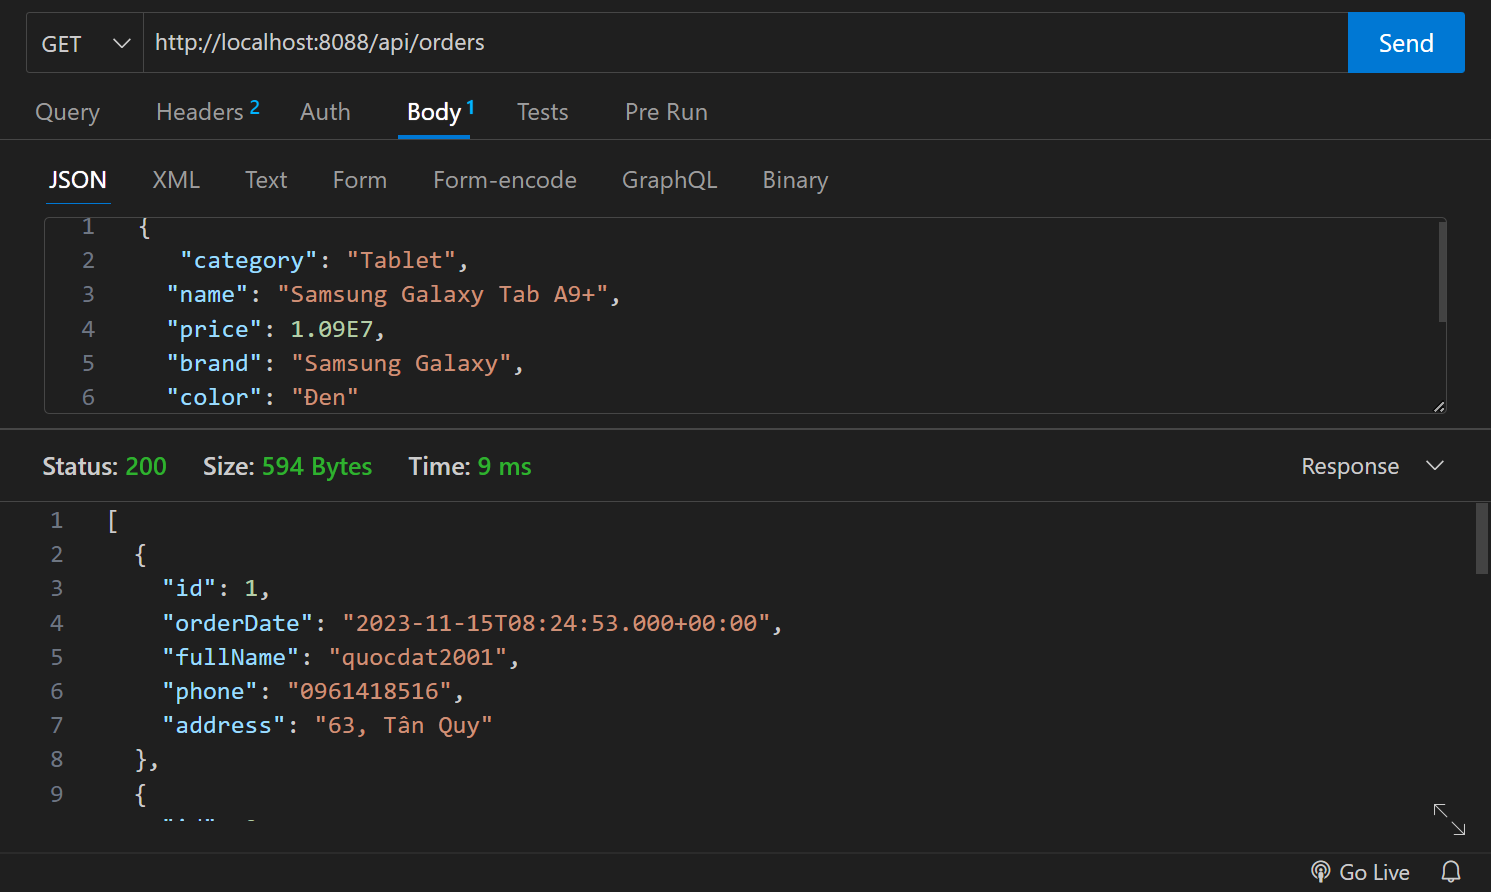 GET http://localhost:8088/api/orders Send
Query Headers 2 Auth Body 1 Tests Pre Run
JSON XML Text Form Form-encode GraphQL Binary
1 {
2 "category": "Tablet",
3 "name": "Samsung Galaxy Tab A9+",
4 "price": 1.09E7,
5 "brand": "Samsung Galaxy",
6 "color": "Đen"
Status: 200 Size: 594 Bytes Time: 9 ms Response
1 [
2 {
3 "id": 1,
4 "orderDate": "2023-11-15T08:24:53.000+00:00",
5 "fullName": "quocdat2001",
6 "phone": "0961418516",
7 "address": "63, Tân Quy"
8 },
9 {
Go Live